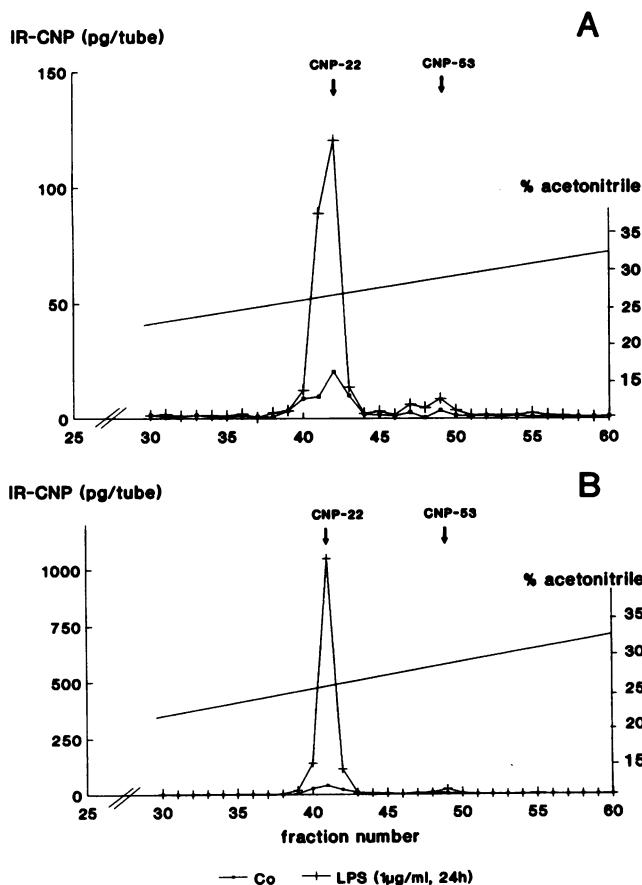 IR-CNP (pg/tube)
A
150
CNP-22
CNP-53
% acetonitrile
100
35
30
50
25
20
15
0
25
30
35
40
45
50
55
60
IR-CNP (pg/tube)
B
CNP-22
CNP-53
1000
% acetonitrile
35
750
30
500
25
20
250
15
0
25
30
35
40
45
50
55
60
fraction number
Co
LPS (1µg/ml, 24h)